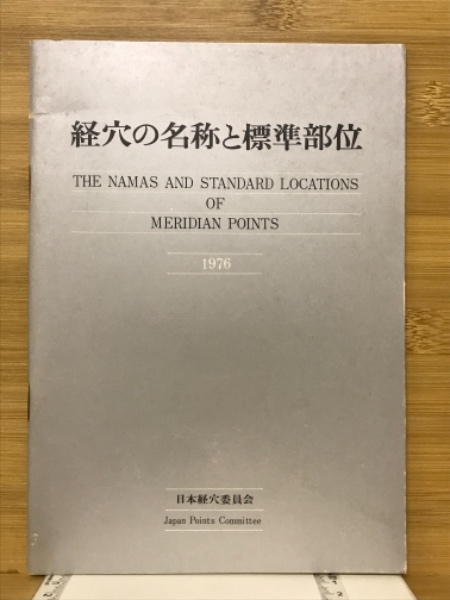 経穴の名称と標準部位
THE NAMAS AND STANDARD LOCATIONS
OF
MERIDIAN POINTS
1976
日本経穴委員会
Japan Points Committee